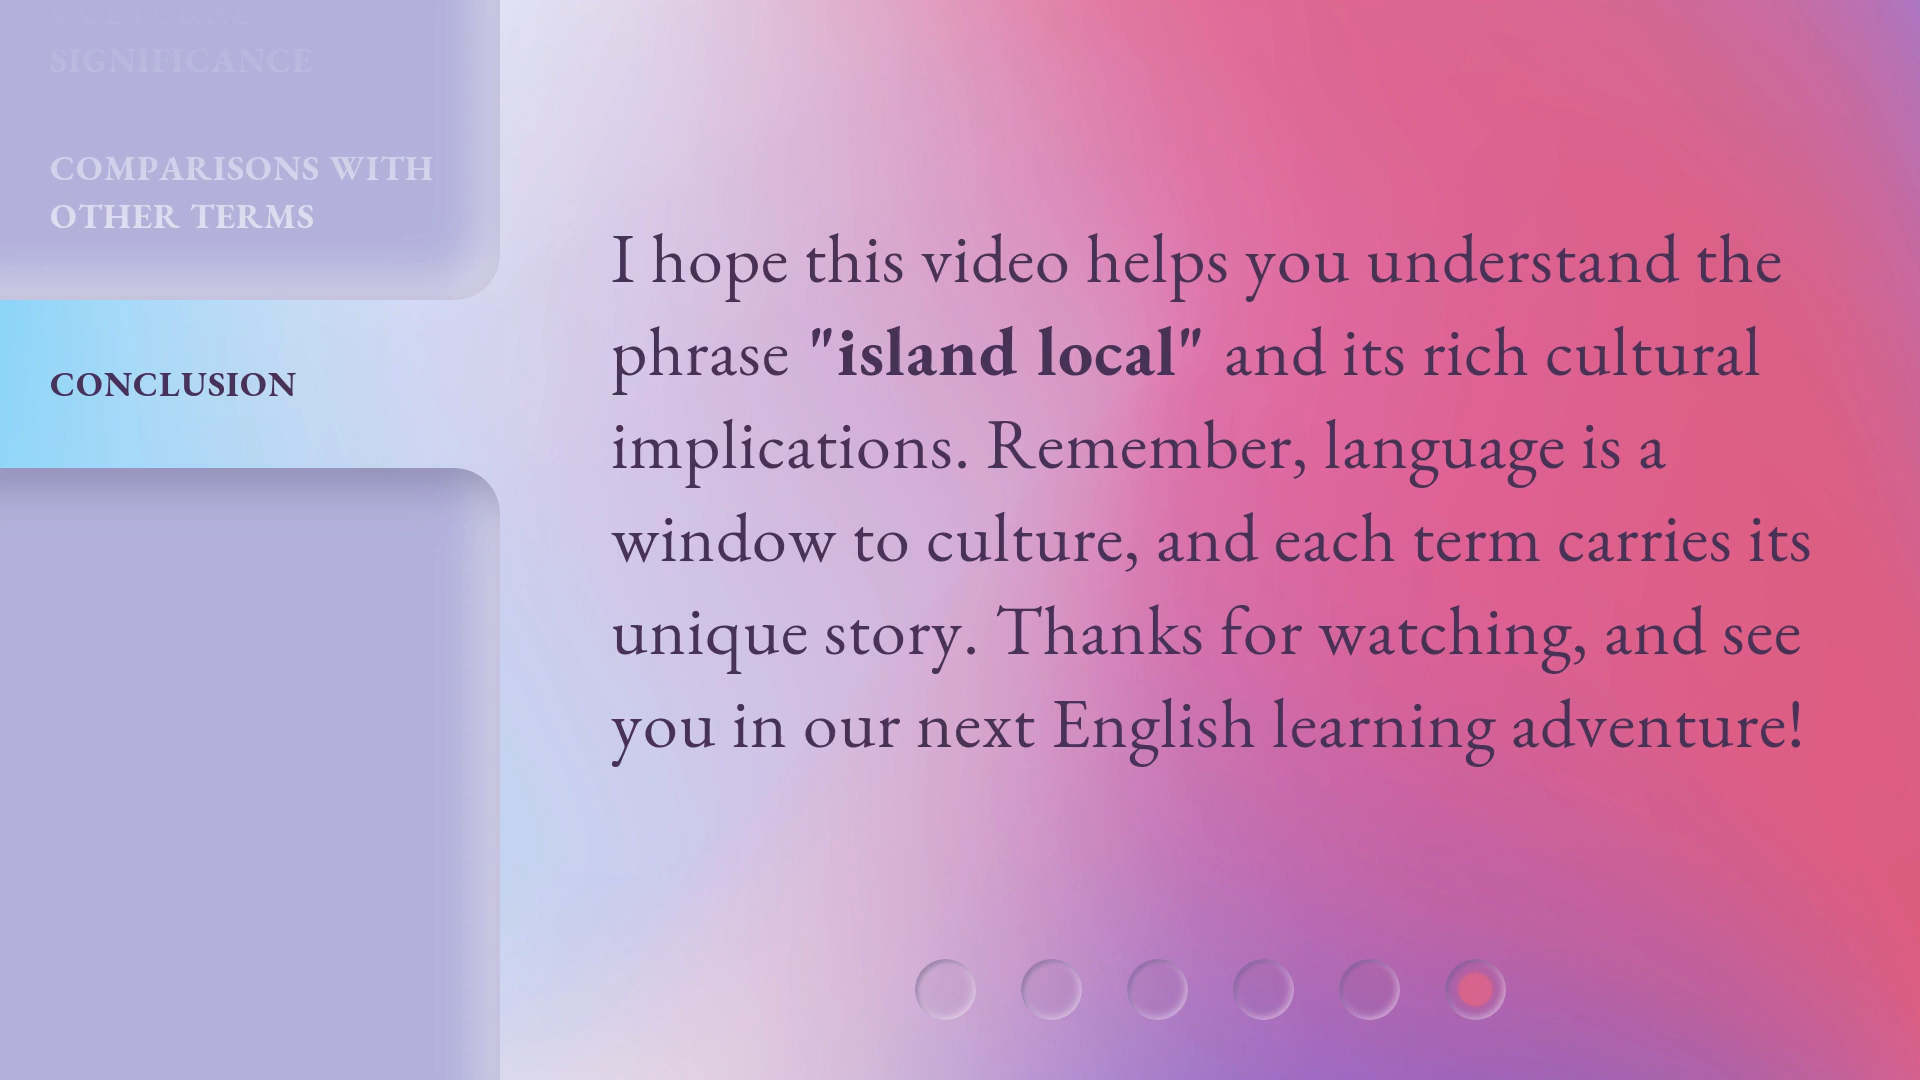 CULTURAL
SIGNIFICANCE
COMPARISONS WITH
OTHER TERMS
CONCLUSION
I hope this video helps you understand the
phrase "island local" and its rich cultural
implications. Remember, language is a
window to culture, and each term carries its
unique story. Thanks for watching, and see
you in our next English learning adventure!